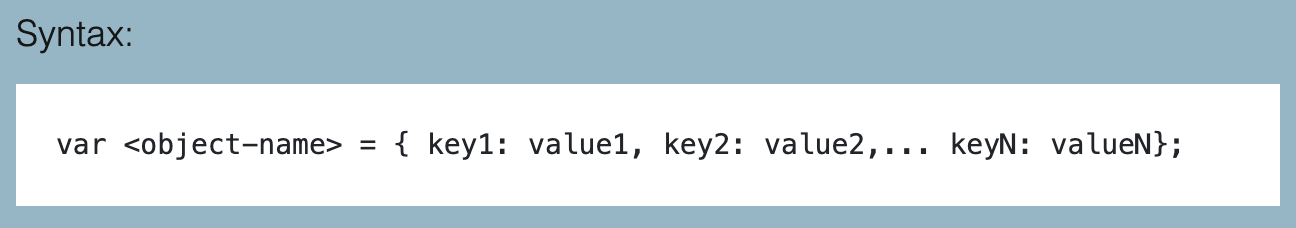 Syntax:
var <object-name> = { key1: value1, key2: value2,... keyN: valueN};